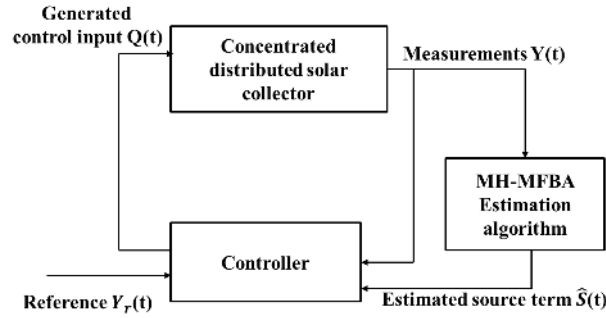 Generated
control input Q(t)
Concentrated
distributed solar
collector
Measurements Y(t)
MH-MFBA
Estimation
algorithm
Controller
Reference Y_r(t)
Estimated source term Ŝ(t)